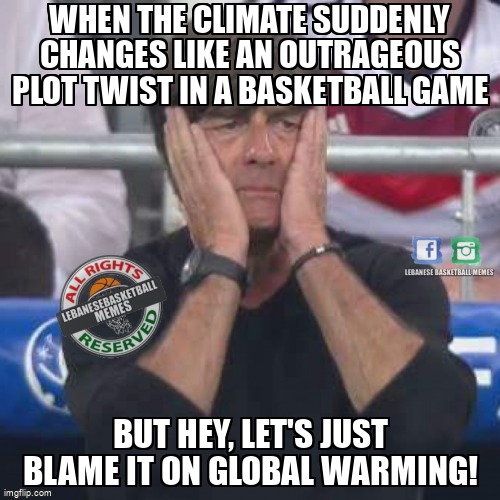 WHEN THE CLIMATE SUDDENLY
CHANGES LIKE AN OUTRAGEOUS
PLOT TWIST IN A BASKETBALL GAME
ALL RIGHTS
LEBANESEBASKETBALL
MEMES
RESERVED
f
LEBANESE BASKETBALL MEMES
BUT HEY, LET'S JUST
BLAME IT ON GLOBAL WARMING!
imgflip.com